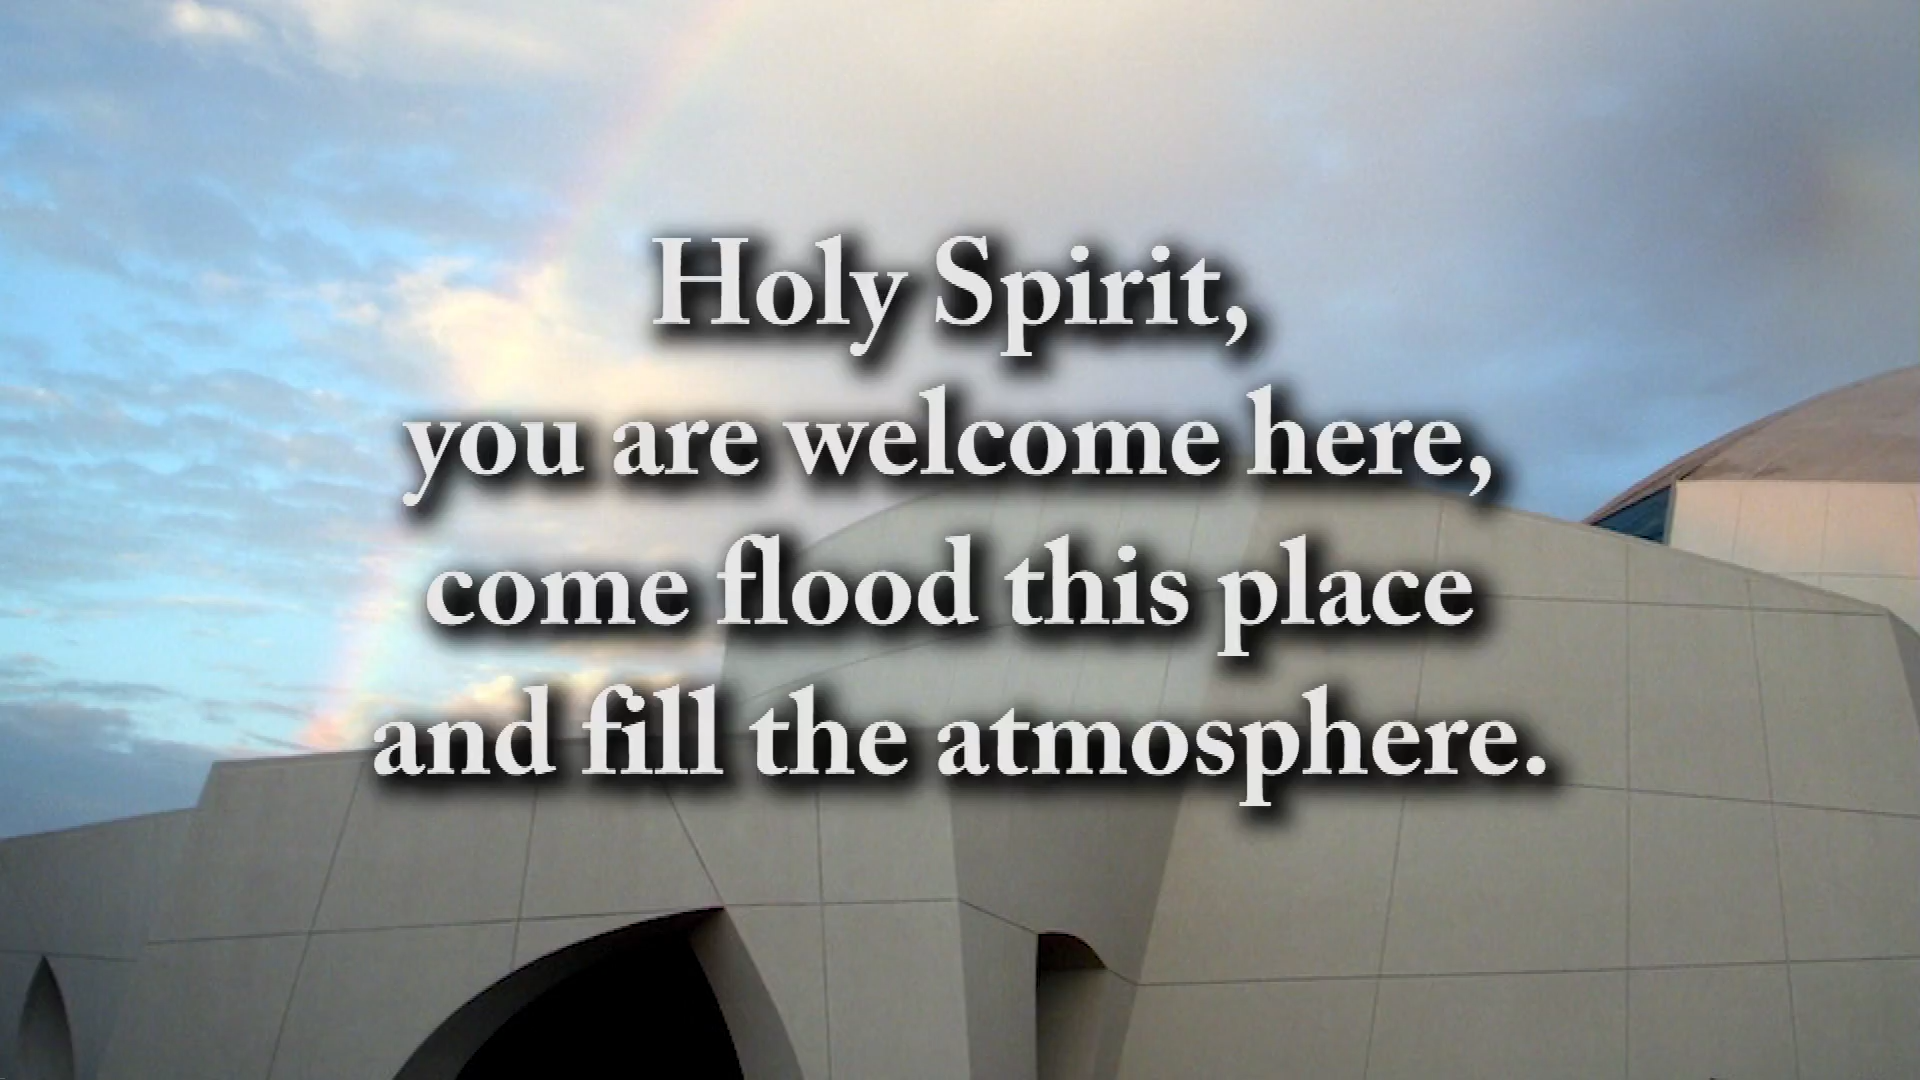 Holy Spirit,
you are welcome here,
come flood this place
and fill the atmosphere.